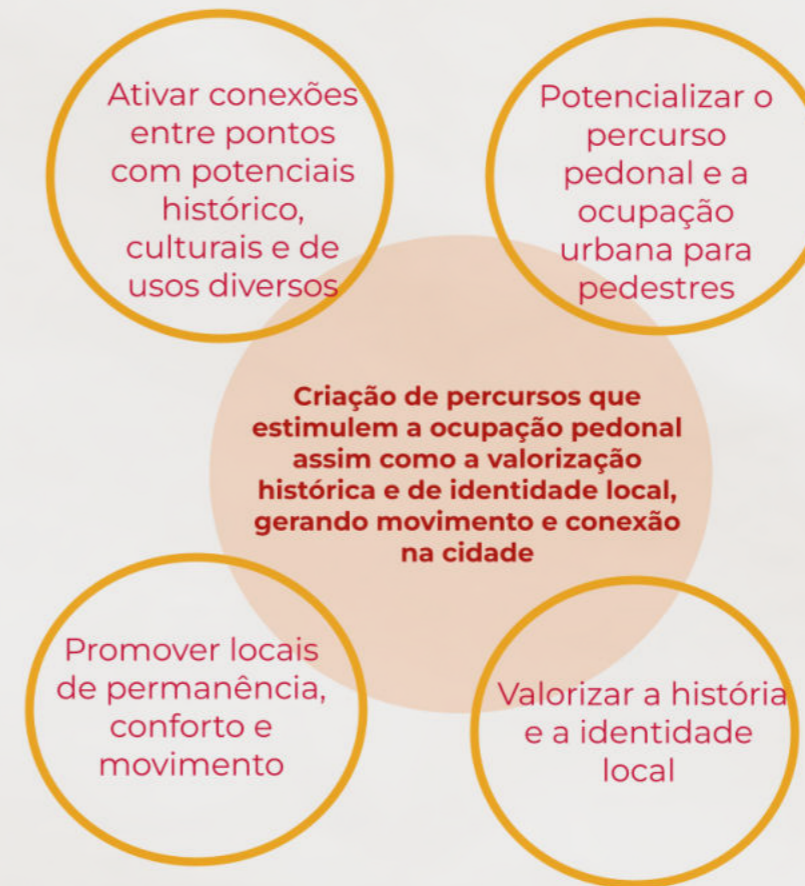 Ativar conexões
entre pontos
com potenciais
histórico,
culturais e de
usos diversos
Potencializar o
percurso
pedonal e a
ocupação
urbana para
pedestres
Criação de percursos que
estimulem a ocupação pedonal
assim como a valorização
histórica e de identidade local,
gerando movimento e conexão
na cidade
Promover locais
de permanência,
conforto e
movimento
Valorizar a história
e a identidade
local